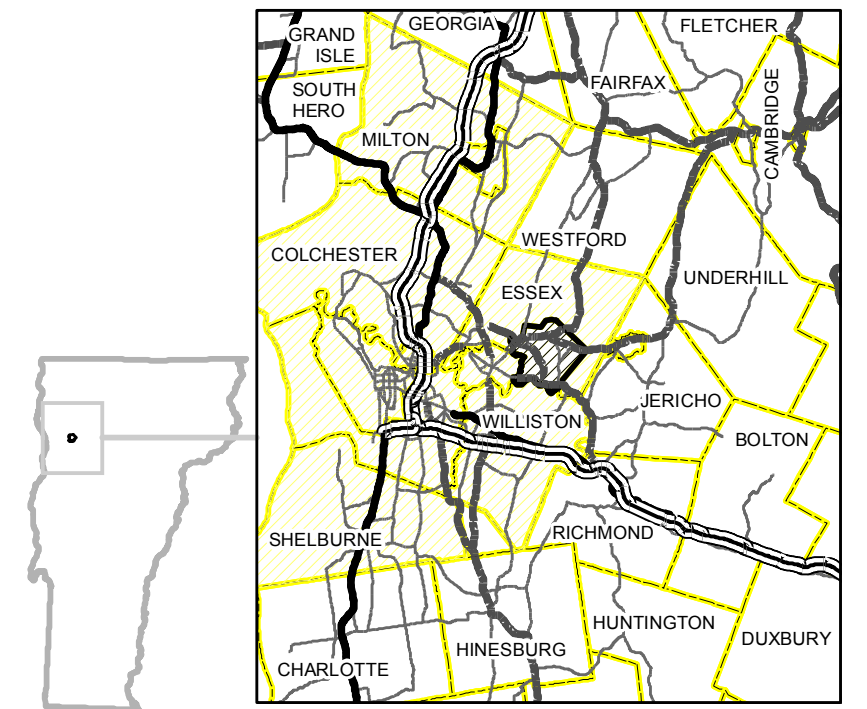 GEORGIA
FLETCHER
GRAND
ISLE
FAIRFAX
SOUTH
HERO
CAMBRIDGE
MILTON
WESTFORD
COLCHESTER
UNDERHILL
ESSEX
JERICHO
WILLISTON
BOLTON
RICHMOND
SHELBURNE
HUNTINGTON
DUXBURY
HINESBURG
CHARLOTTE